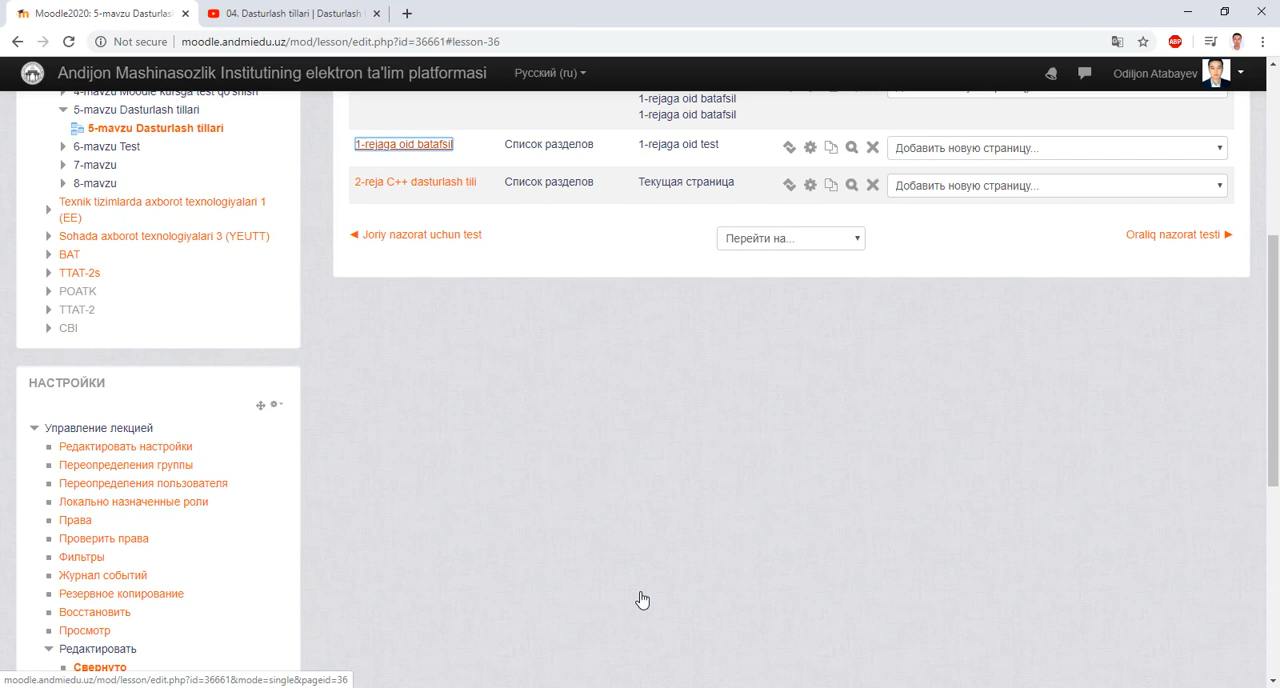 Moodle2020: 5-mavzu Dasturlas
04. Dasturlash tillari | Dasturlash
Not secure
moodle.andmiedu.uz/mod/lesson/edit.php?id=36661#lesson-36
ABP
Andijon Mashinasozlik Institutining elektron ta'lim platformasi
Русский (ru)
Odiljon Atabayev
4-mavzu Moodle kursga test qo'shish
5-mavzu Dasturlash tillari
5-mavzu Dasturlash tillari
6-mavzu Test
7-mavzu
8-mavzu
Texnik tizimlarda axborot texnologiyalari 1
(EE)
Sohada axborot texnologiyalari 3 (YEUTT)
BAT
TTAT-2s
POATK
TTAT-2
CBI
1-rejaga oid batafsil
1-rejaga oid batafsil
1-rejaga oid batafsil
Список разделов
1-rejaga oid test
Добавить новую страницу...
2-reja C++ dasturlash tili
Список разделов
Текущая страница
Добавить новую страницу...
◄ Joriy nazorat uchun test
Перейти на...
Oraliq nazorat testi ►
НАСТРОЙКИ
Управление лекцией
Редактировать настройки
Переопределения группы
Переопределения пользователя
Локально назначенные роли
Права
Проверить права
Фильтры
Журнал событий
Резервное копирование
Восстановить
Просмотр
Редактировать
Свернуто
moodle.andmiedu.uz/mod/lesson/edit.php?id=36661&mode=single&pageid=36